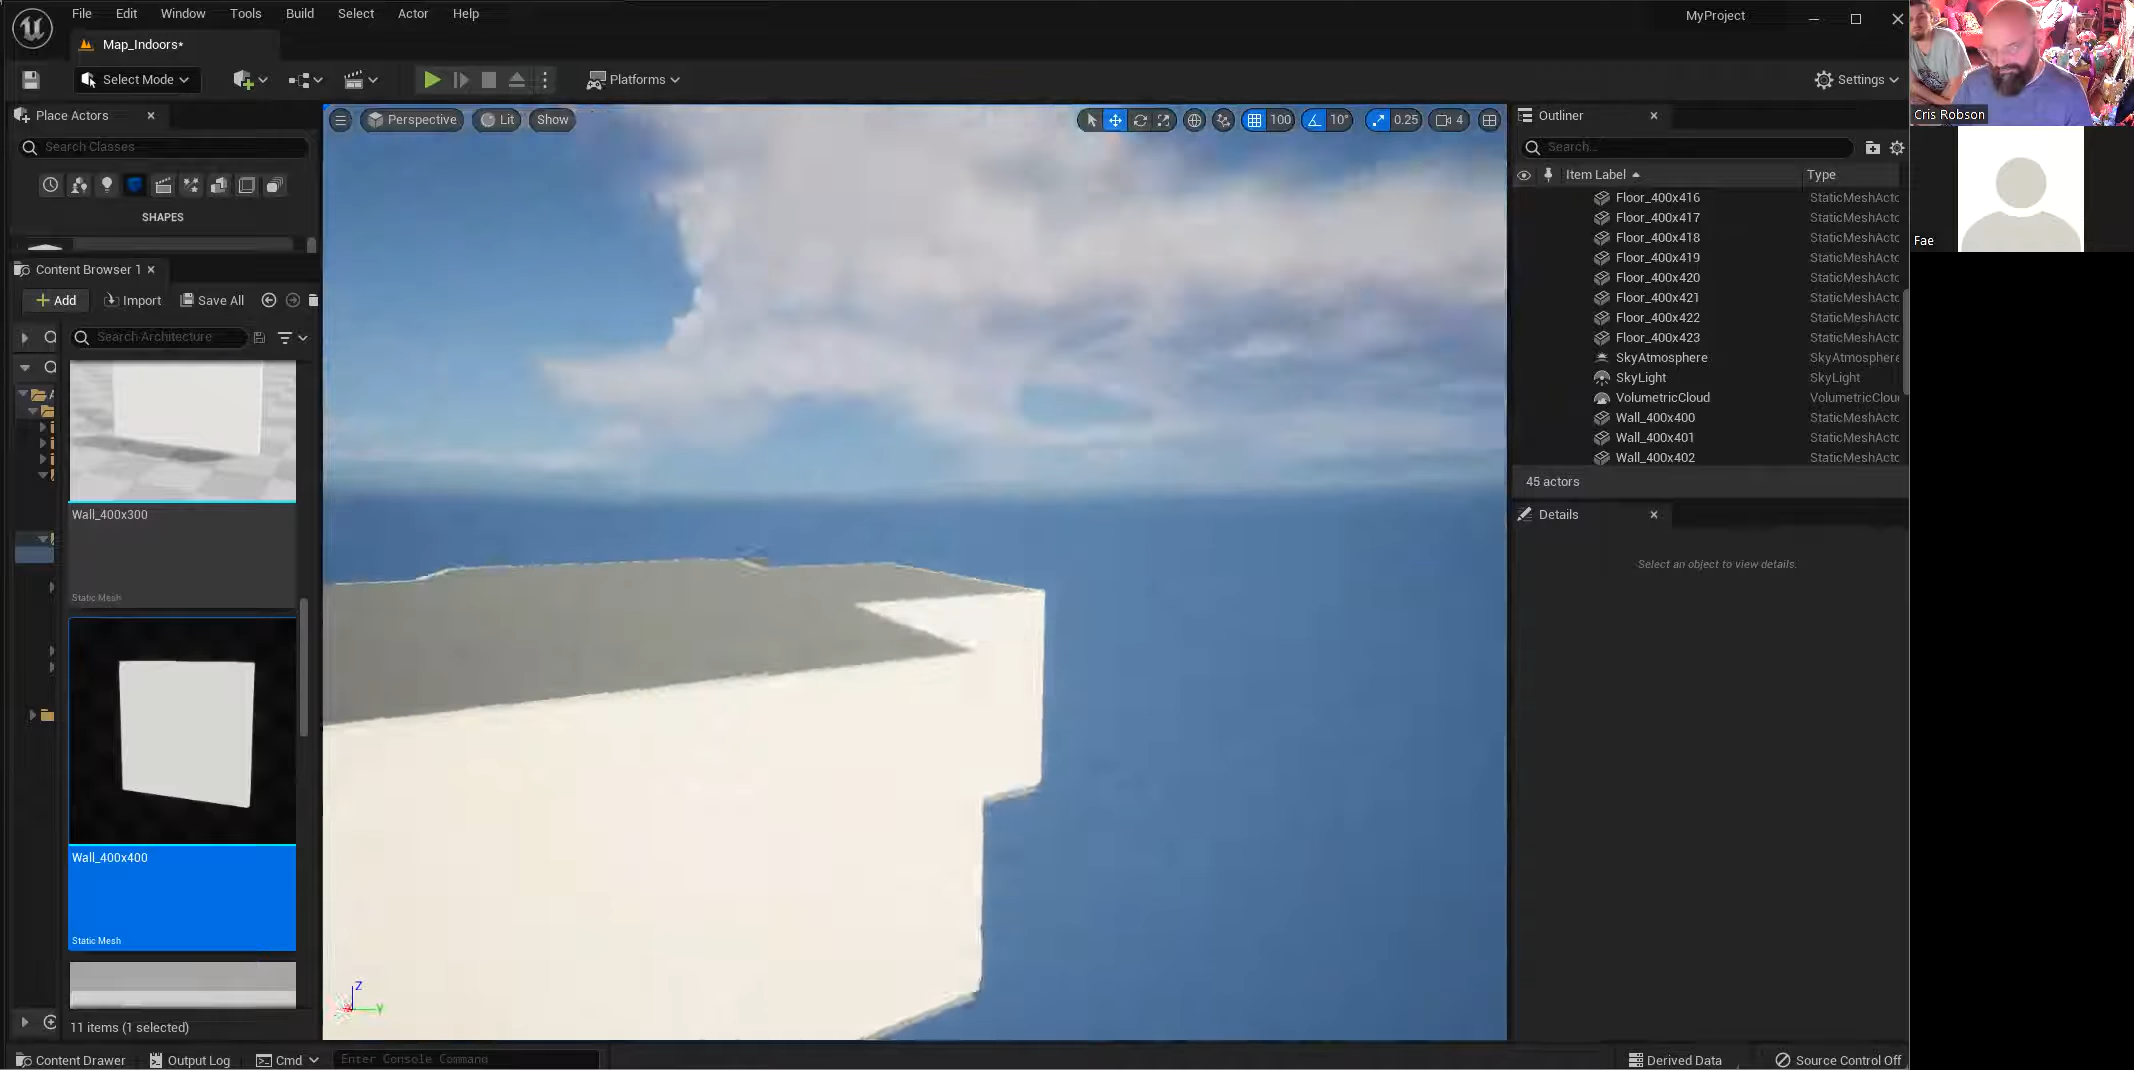 File Edit Window Tools Build Select Actor Help
MyProject
Map_Indoors*
Select Mode
Platforms
Settings
Place Actors
Search Classes
SHAPES
Content Browser 1
Add Import Save All
Search Architecture
Wall_400x300
Static Mesh
Wall_400x400
Static Mesh
11 items (1 selected)
Perspective Lit Show
100 10° 0.25 4
Z
Y
Outliner
Search...
Item Label Type
Floor_400x416 StaticMeshActo
Floor_400x417 StaticMeshActo
Floor_400x418 StaticMeshActo
Floor_400x419 StaticMeshActo
Floor_400x420 StaticMeshActo
Floor_400x421 StaticMeshActo
Floor_400x422 StaticMeshActo
Floor_400x423 StaticMeshActo
SkyAtmosphere SkyAtmosphere
SkyLight SkyLight
VolumetricCloud VolumetricClou
Wall_400x400 StaticMeshActo
Wall_400x401 StaticMeshActo
Wall_400x402 StaticMeshActo
45 actors
Details
Select an object to view details.
Content Drawer Output Log Cmd Enter Console Command
Derived Data Source Control Off
Cris Robson
Fae